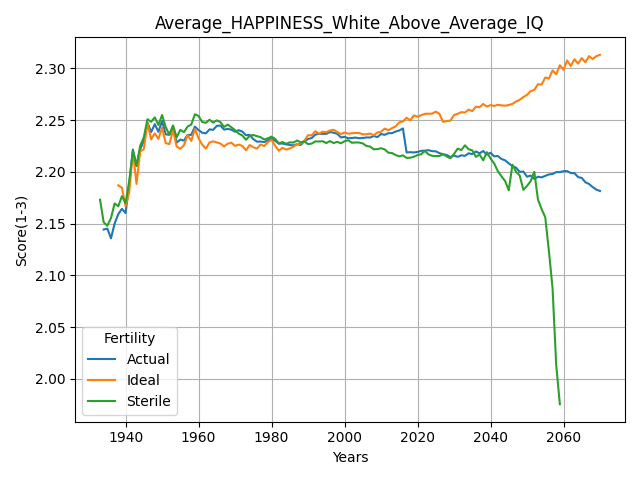 Average_HAPPINESS_White_Above_Average_IQ
Score(1-3)
2.30
2.25
2.20
2.15
2.10
2.05
2.00
Fertility
Actual
Ideal
Sterile
1940 1960 1980 2000 2020 2040 2060
Years